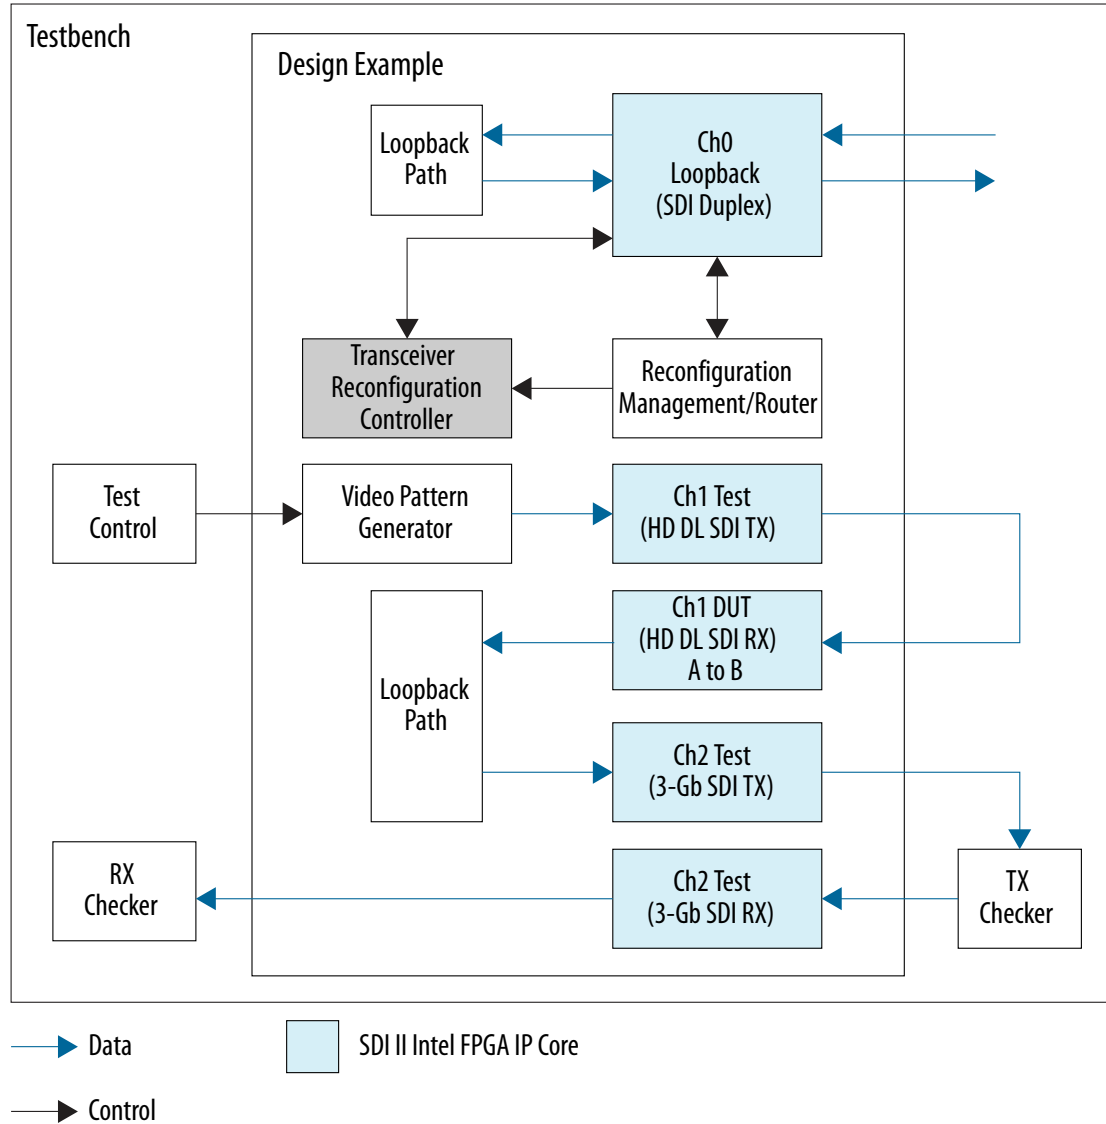 Testbench
Design Example
Loopback
Path
Ch0
Loopback
(SDI Duplex)
Transceiver
Reconfiguration
Controller
Reconfiguration
Management/Router
Test
Control
Video Pattern
Generator
Ch1 Test
(HD DL SDI TX)
Ch1 DUT
(HD DL SDI RX)
A to B
Loopback
Path
Ch2 Test
(3-Gb SDI TX)
RX
Checker
Ch2 Test
(3-Gb SDI RX)
TX
Checker
Data
SDI II Intel FPGA IP Core
Control